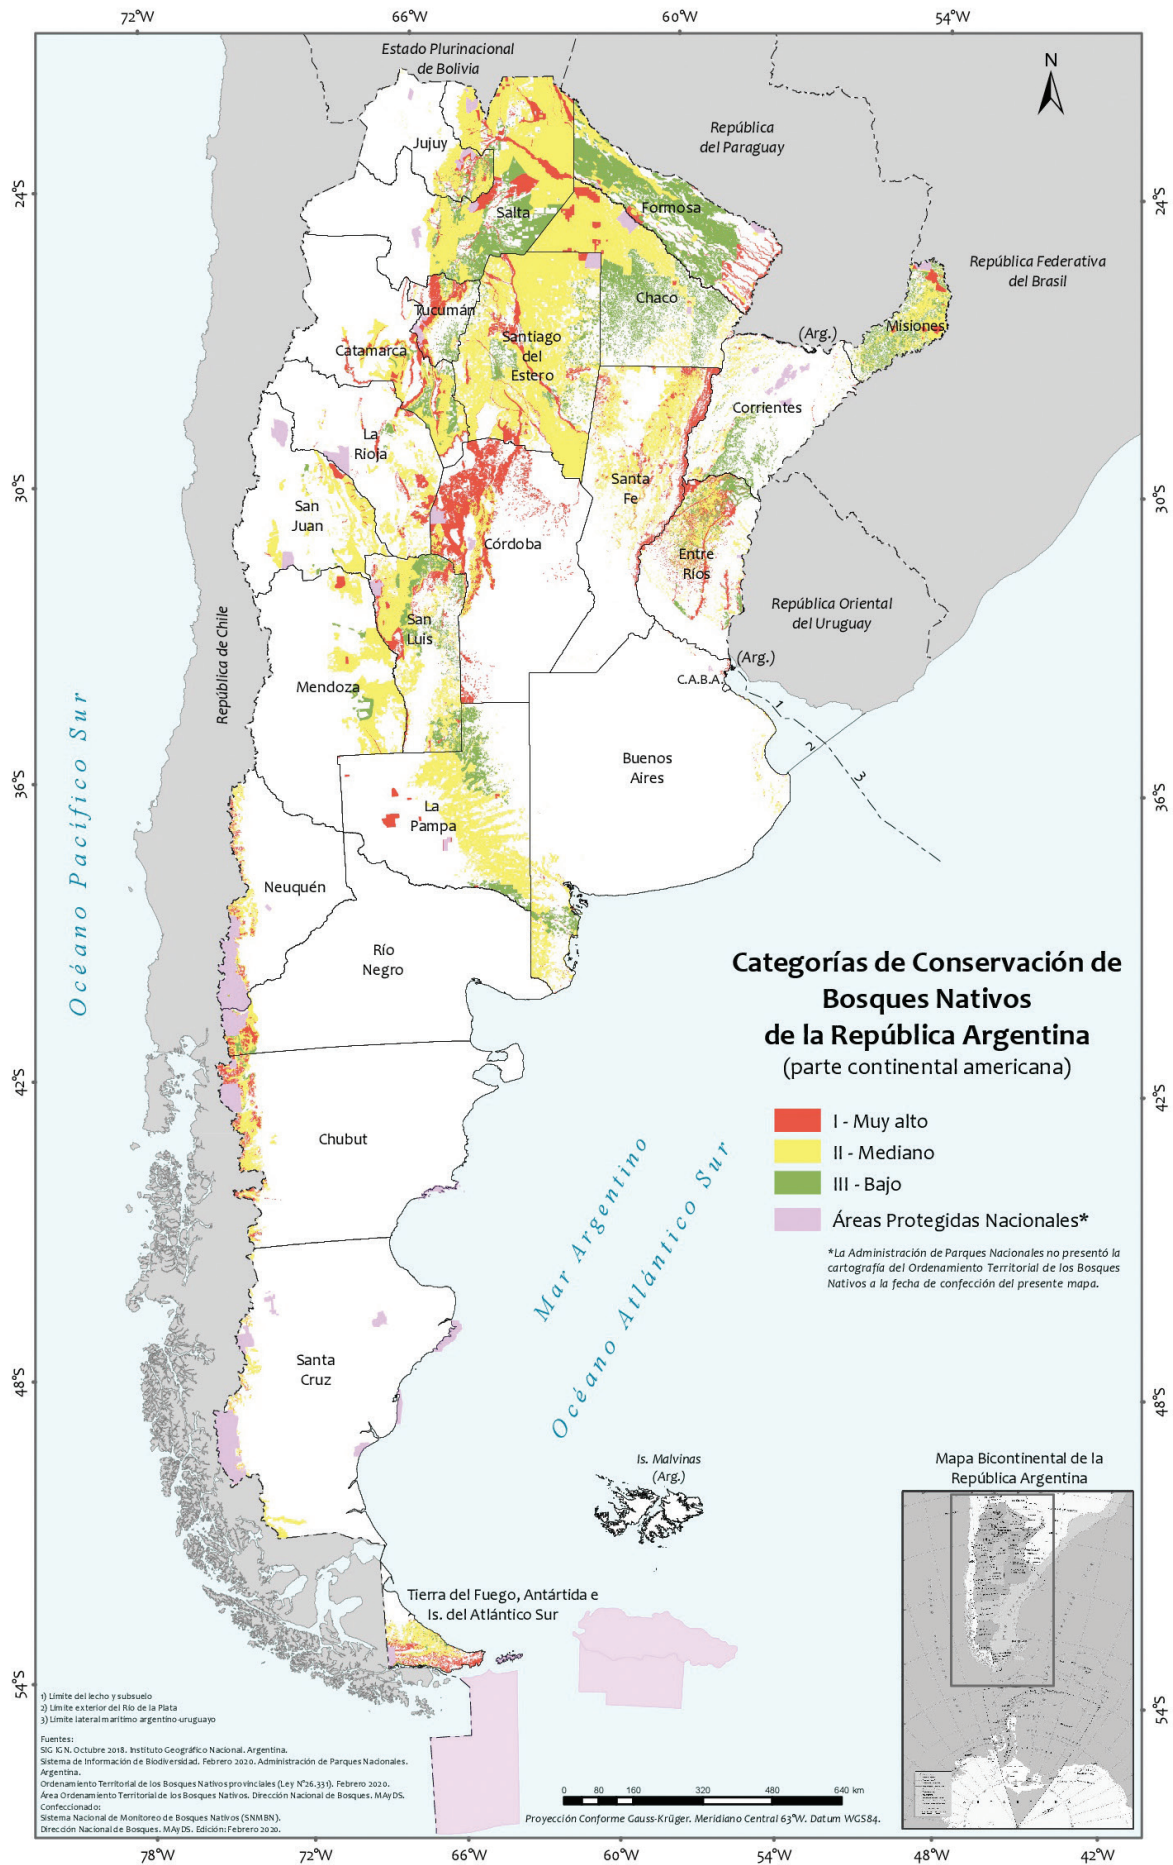 72°W
66°W
60°W
54°W
Estado Plurinacional
de Bolivia
N
República
del Paraguay
Jujuy
24°S
24°S
Salta
Formosa
República Federativa
del Brasil
Chaco
Tucumán
Misiones
(Arg.)
Santiago
del
Estero
Catamarca
Corrientes
La
Rioja
Santa
Fe
30°S
30°S
San
Juan
Córdoba
Entre
Ríos
República Oriental
del Uruguay
San
Luis
República de Chile
(Arg.)
C.A.B.A.
Mendoza
1
2
3
Océano Pacífico Sur
Buenos
Aires
36°S
36°S
La
Pampa
Neuquén
Río
Negro
Categorías de Conservación de
Bosques Nativos
de la República Argentina
(parte continental americana)
42°S
42°S
I - Muy alto
II - Mediano
III - Bajo
Áreas Protegidas Nacionales*
*La Administración de Parques Nacionales no presentó la
cartografía del Ordenamiento Territorial de los Bosques
Nativos a la fecha de confección del presente mapa.
Chubut
Mar Argentino
Océano Atlántico Sur
Santa
Cruz
48°S
48°S
Is. Malvinas
(Arg.)
Mapa Bicontinental de la
República Argentina
Tierra del Fuego, Antártida e
Is. del Atlántico Sur
54°S
54°S
1) Límite del lecho y subsuelo
2) Límite exterior del Río de la Plata
3) Límite lateral marítimo argentino-uruguayo
Fuentes:
SIG IGN. Octubre 2018. Instituto Geográfico Nacional. Argentina.
Sistema de Información de Biodiversidad. Febrero 2020. Administración de Parques Nacionales.
Argentina.
Ordenamiento Territorial de los Bosques Nativos provinciales (Ley N°26.331). Febrero 2020.
Área Ordenamiento Territorial de los Bosques Nativos. Dirección Nacional de Bosques. MAyDS.
Confeccionado:
Sistema Nacional de Monitoreo de Bosques Nativos (SNMBN).
Dirección Nacional de Bosques. MAyDS. Edición: Febrero 2020.
0 80 160 320 480 640 km
Proyección Conforme Gauss-Krüger. Meridiano Central 63°W. Datum WGS84.
78°W
72°W
66°W
60°W
54°W
48°W
42°W